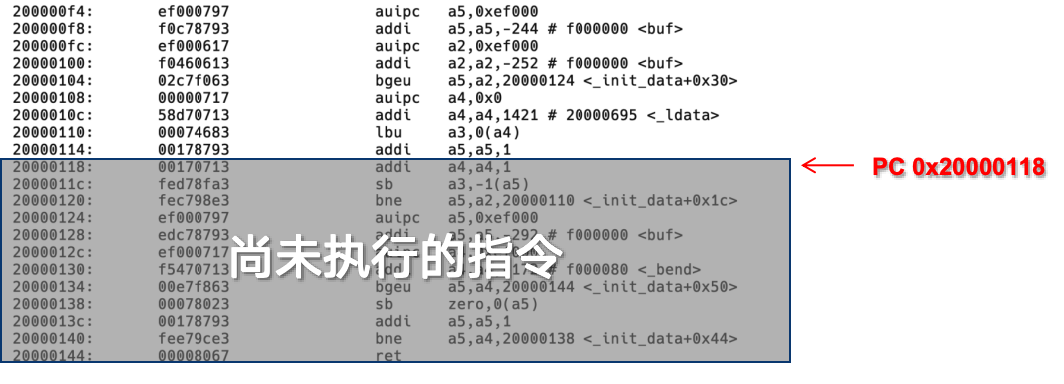 200000f4: ef000797 auipc a5,0xef000
200000f8: f0c78793 addi a5,a5,-244 # f000000 <buf>
200000fc: ef000617 auipc a2,0xef000
20000100: f0460613 addi a2,a2,-252 # f000000 <buf>
20000104: 02c7f063 bgeu a5,a2,20000124 <_init_data+0x30>
20000108: 00000717 auipc a4,0x0
2000010c: 58d70713 addi a4,a4,1421 # 20000695 <_ldata>
20000110: 00074683 lbu a3,0(a4)
20000114: 00178793 addi a5,a5,1
20000118: 00170713 addi a4,a4,1
PC 0x20000118
2000011c: fed78fa3 sb a3,-1(a5)
20000120: fec798e3 bne a5,a2,20000110 <_init_data+0x1c>
20000124: ef000797 auipc a5,0xef000
20000128: edc78793 addi a5,a5,-292 # f000000 <buf>
尚未执行的指令
2000012c: ef000717
20000130: f5470713 # f000080 <_bend>
20000134: 00e7f863 bgeu a5,a4,20000144 <_init_data+0x50>
20000138: 00078023 sb zero,0(a5)
2000013c: 00178793 addi a5,a5,1
20000140: fee79ce3 bne a5,a4,20000138 <_init_data+0x44>
20000144: 00008067 ret